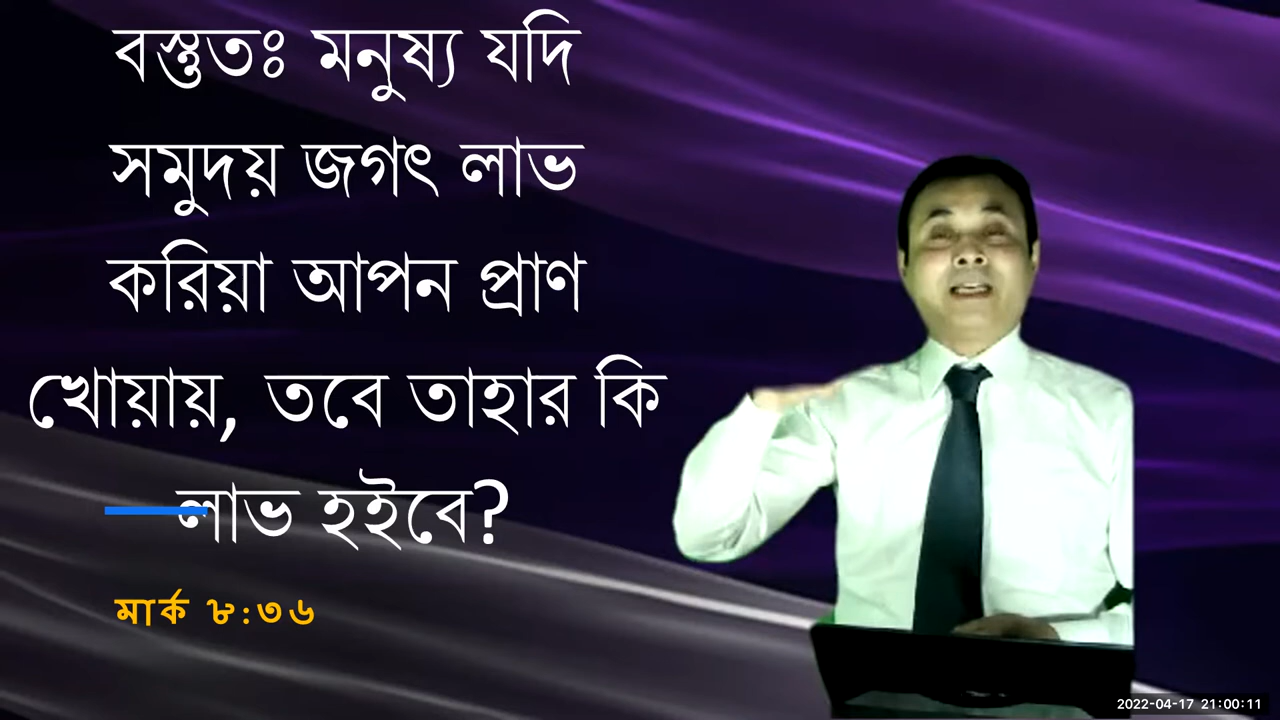 বস্তুতঃ মনুষ্য যদি
সমুদয় জগৎ লাভ
করিয়া আপন প্রাণ
খোয়ায়, তবে তাহার কি
লাভ হইবে?
মার্ক ৮:৩৬
2022-04-17 21:00:11